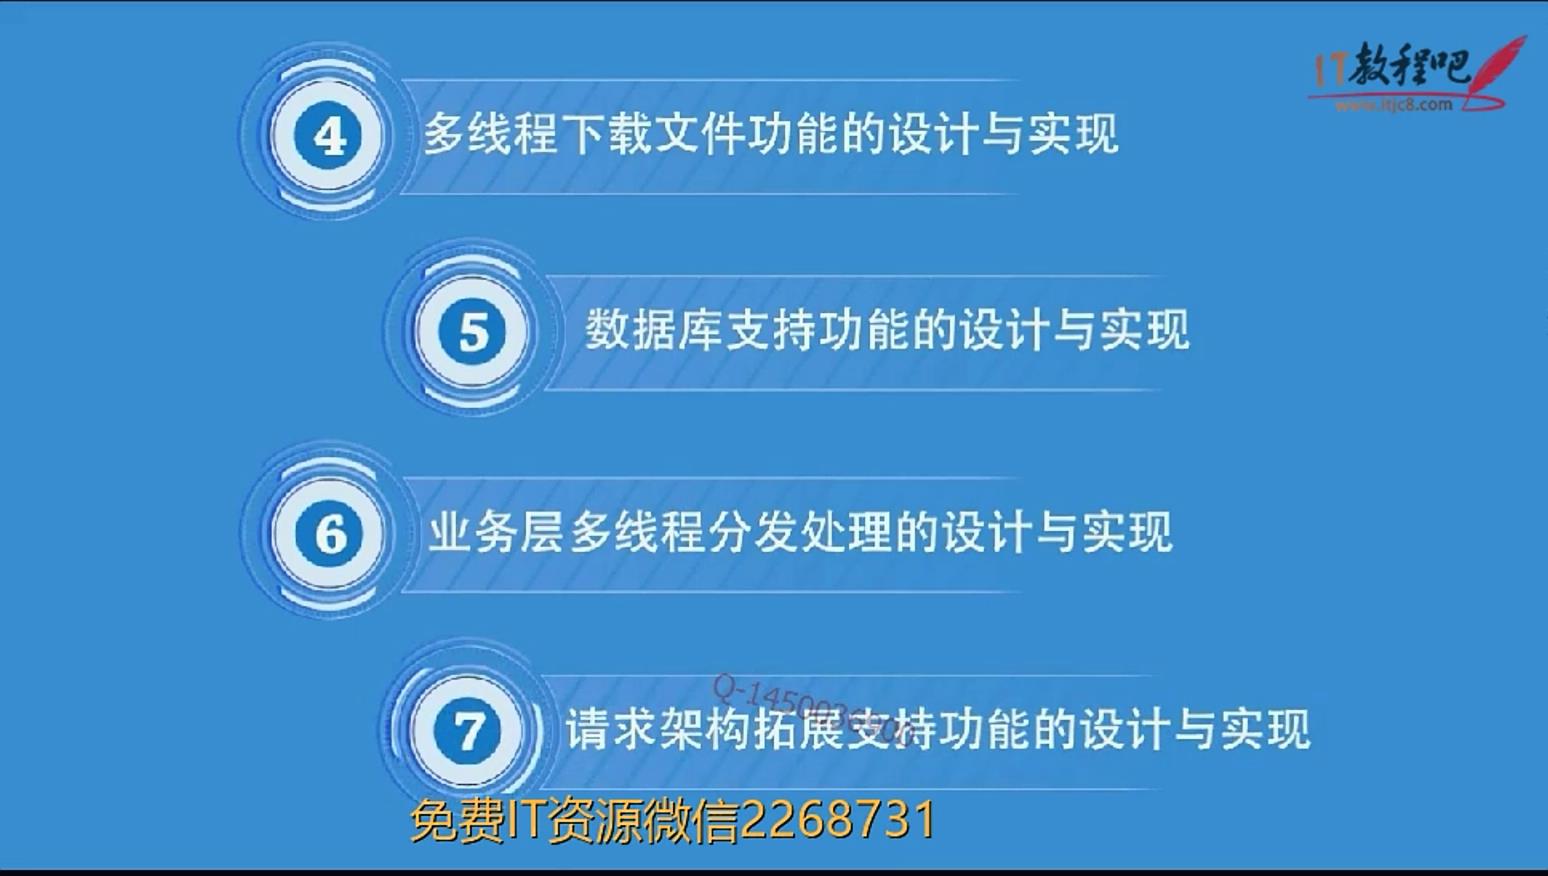 IT教程吧
www.itjc8.com
4 多线程下载文件功能的设计与实现
5 数据库支持功能的设计与实现
6 业务层多线程分发处理的设计与实现
Q-1450036400
7 请求架构拓展支持功能的设计与实现
免费IT资源微信2268731